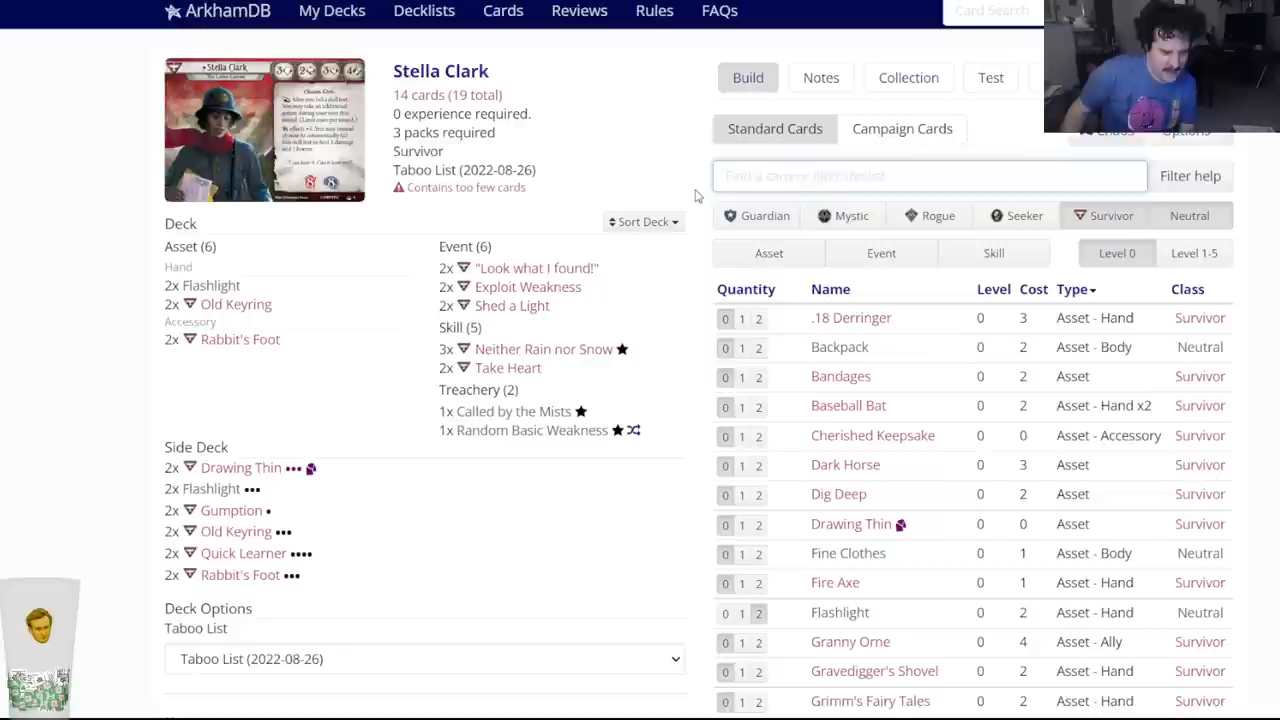 ArkhamDB My Decks Decklists Cards Reviews Rules FAQs Card Search
Stella Clark
14 cards (19 total)
0 experience required.
3 packs required
Survivor
Taboo List (2022-08-26)
Contains too few cards
Stella Clark
Deck
Sort Deck
Asset (6)
Hand
2x Flashlight
2x Old Keyring
Accessory
2x Rabbit's Foot
Event (6)
2x "Look what I found!"
2x Exploit Weakness
2x Shed a Light
Skill (5)
3x Neither Rain nor Snow
2x Take Heart
Treachery (2)
1x Called by the Mists
1x Random Basic Weakness
Side Deck
2x Drawing Thin
2x Flashlight
2x Gumption
2x Old Keyring
2x Quick Learner
2x Rabbit's Foot
Deck Options
Taboo List
Taboo List (2022-08-26)
Build Notes Collection Test
Standard Cards Campaign Cards
Options
Filter help
Guardian Mystic Rogue Seeker Survivor Neutral
Asset Event Skill Level 0 Level 1-5
Quantity Name Level Cost Type Class
0 1 2 .18 Derringer 0 3 Asset - Hand Survivor
0 1 2 Backpack 0 2 Asset - Body Neutral
0 1 2 Bandages 0 2 Asset Survivor
0 1 2 Baseball Bat 0 2 Asset - Hand x2 Survivor
0 1 2 Cherished Keepsake 0 0 Asset - Accessory Survivor
0 1 2 Dark Horse 0 3 Asset Survivor
0 1 2 Dig Deep 0 2 Asset Survivor
0 1 2 Drawing Thin 0 0 Asset Survivor
0 2 Fine Clothes 0 1 Asset - Body Neutral
0 1 2 Fire Axe 0 1 Asset - Hand Survivor
0 1 2 Flashlight 0 2 Asset - Hand Neutral
0 1 2 Granny Orne 0 4 Asset - Ally Survivor
0 1 2 Gravedigger's Shovel 0 2 Asset - Hand Survivor
0 1 2 Grimm's Fairy Tales 0 2 Asset - Hand Survivor